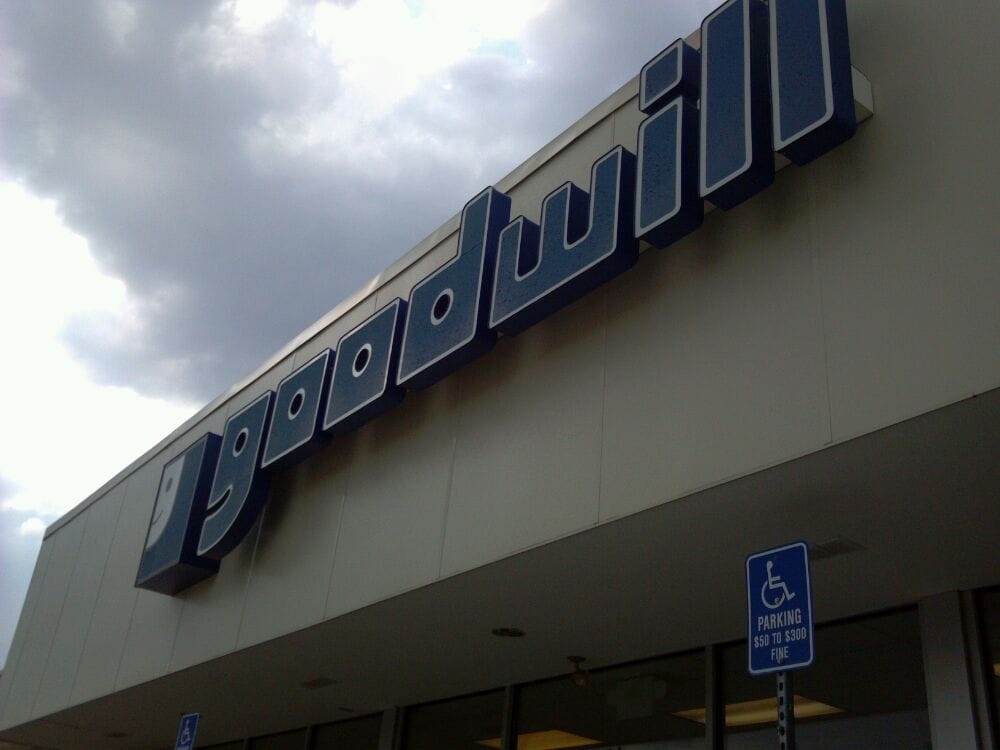 goodwill
PARKING
$50 TO $300
FINE